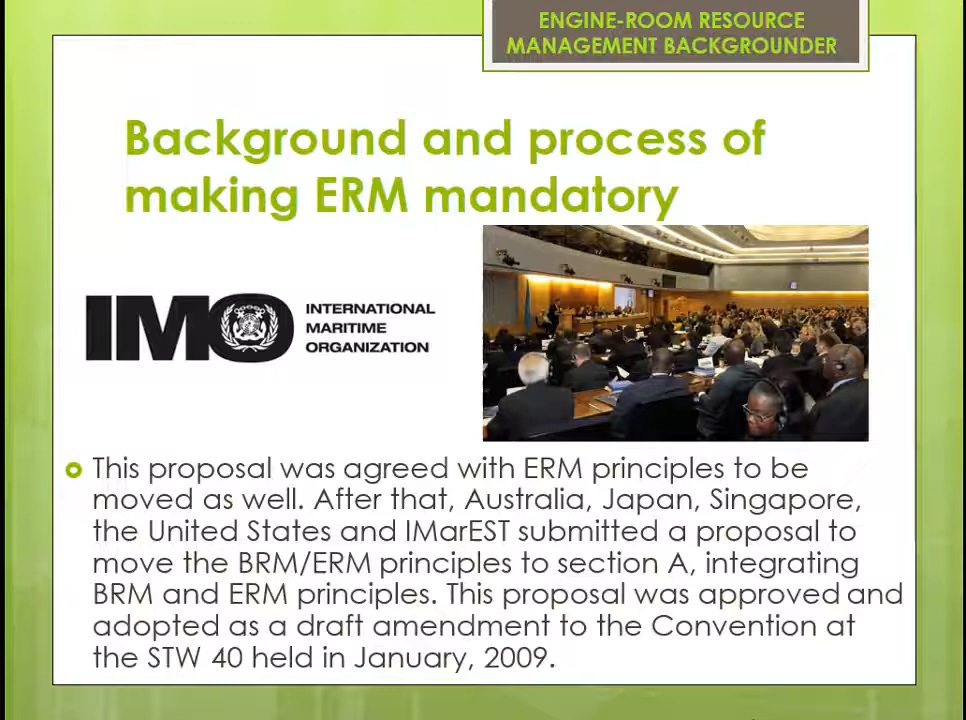 ENGINE-ROOM RESOURCE
MANAGEMENT BACKGROUNDER
Background and process of
making ERM mandatory
IMO
INTERNATIONAL
MARITIME
ORGANIZATION
This proposal was agreed with ERM principles to be
moved as well. After that, Australia, Japan, Singapore,
the United States and IMarEST submitted a proposal to
move the BRM/ERM principles to section A, integrating
BRM and ERM principles. This proposal was approved and
adopted as a draft amendment to the Convention at
the STW 40 held in January, 2009.